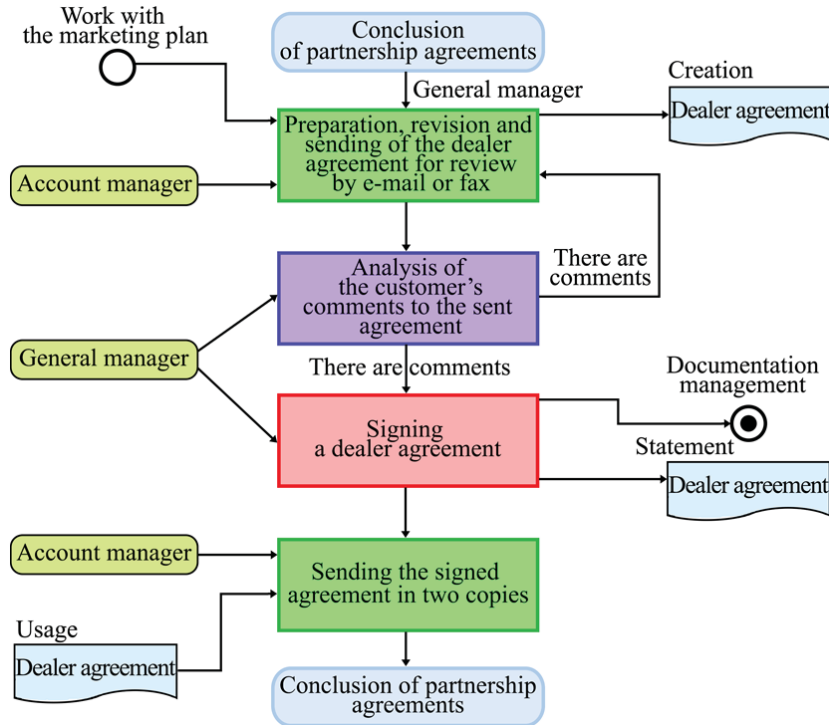 Work with
the marketing plan
Conclusion
of partnership agreements
General manager
Creation
Dealer agreement
Preparation, revision and
sending of the dealer
agreement for review
by e-mail or fax
Account manager
There are
comments
Analysis of
the customer's
comments to the sent
agreement
General manager
There are comments
Documentation
management
Signing
a dealer agreement
Statement
Dealer agreement
Account manager
Sending the signed
agreement in two copies
Usage
Dealer agreement
Conclusion of partnership
agreements